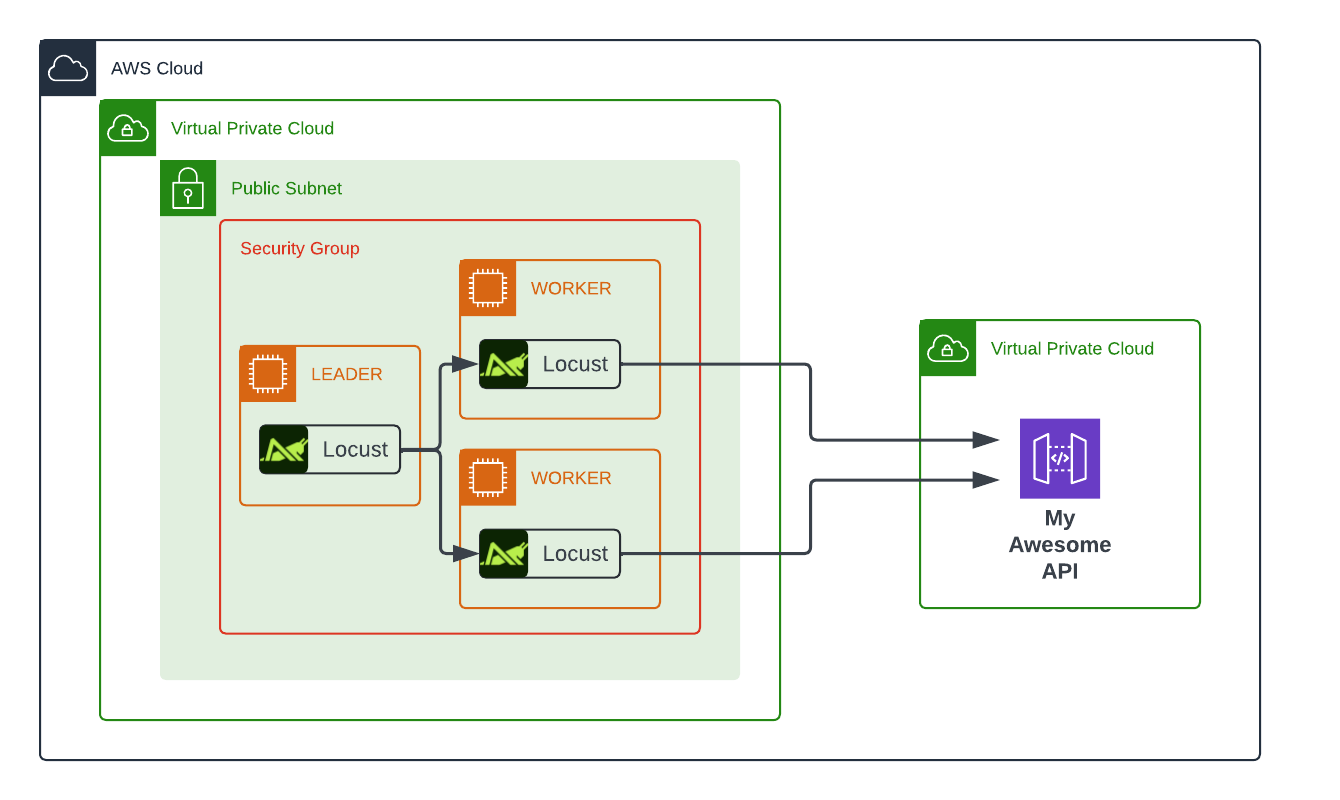 AWS Cloud
Virtual Private Cloud
Public Subnet
Security Group
WORKER
Locust
LEADER
Locust
WORKER
Locust
Virtual Private Cloud
My
Awesome
API